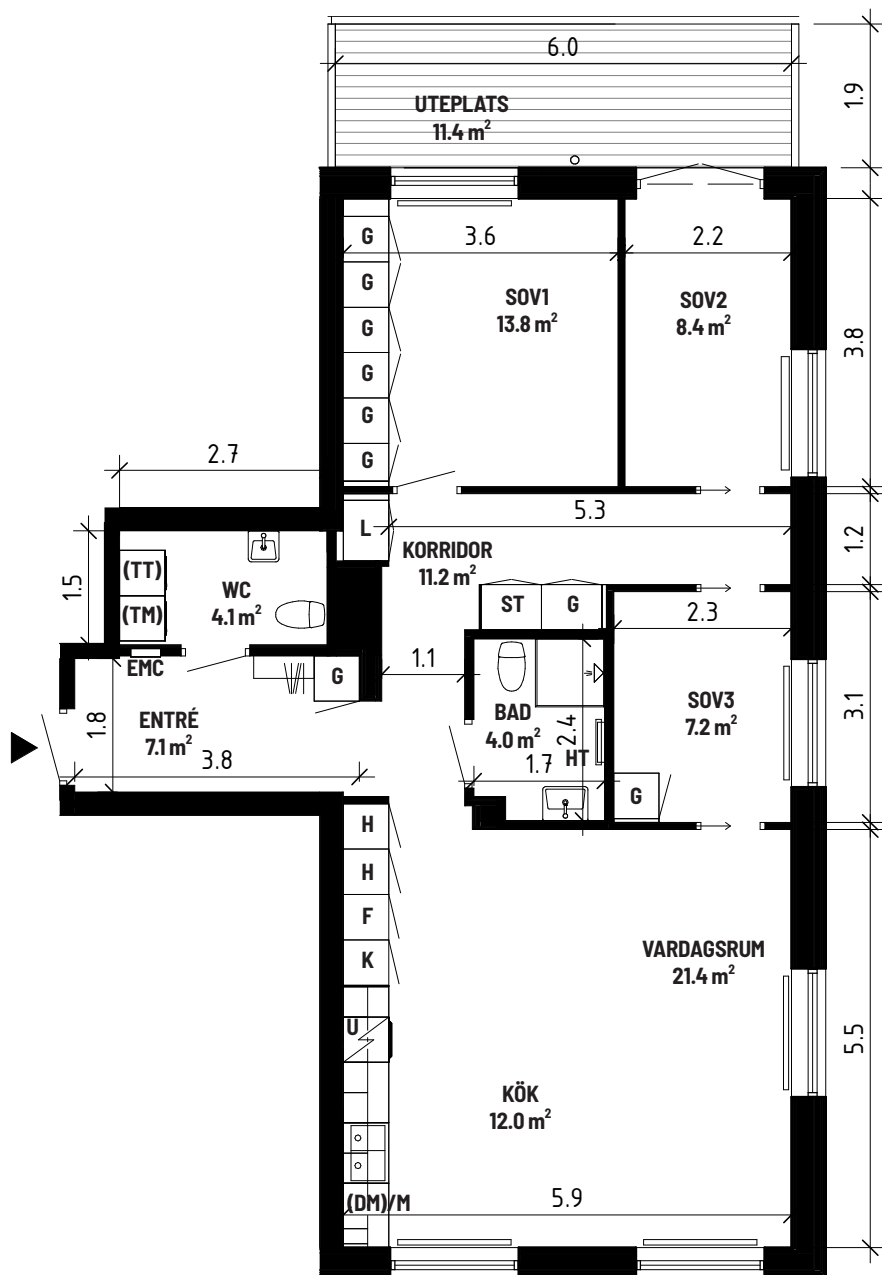 6.0
1.9
UTEPLATS
11.4 m²
3.6
2.2
G
G
G
G
G
G
SOV1
13.8 m²
SOV2
8.4 m²
3.8
2.7
5.3
L
KORRIDOR
11.2 m²
1.2
1.5
(TT)
(TM)
WC
4.1 m²
ST
G
2.3
EMC
G
1.1
BAD
4.0 m²
2.4
HT
1.7
SOV3
7.2 m²
3.1
1.8
ENTRÉ
7.1 m²
3.8
G
H
H
F
K
VARDAGSRUM
21.4 m²
5.5
U
KÖK
12.0 m²
(DM)/M
5.9